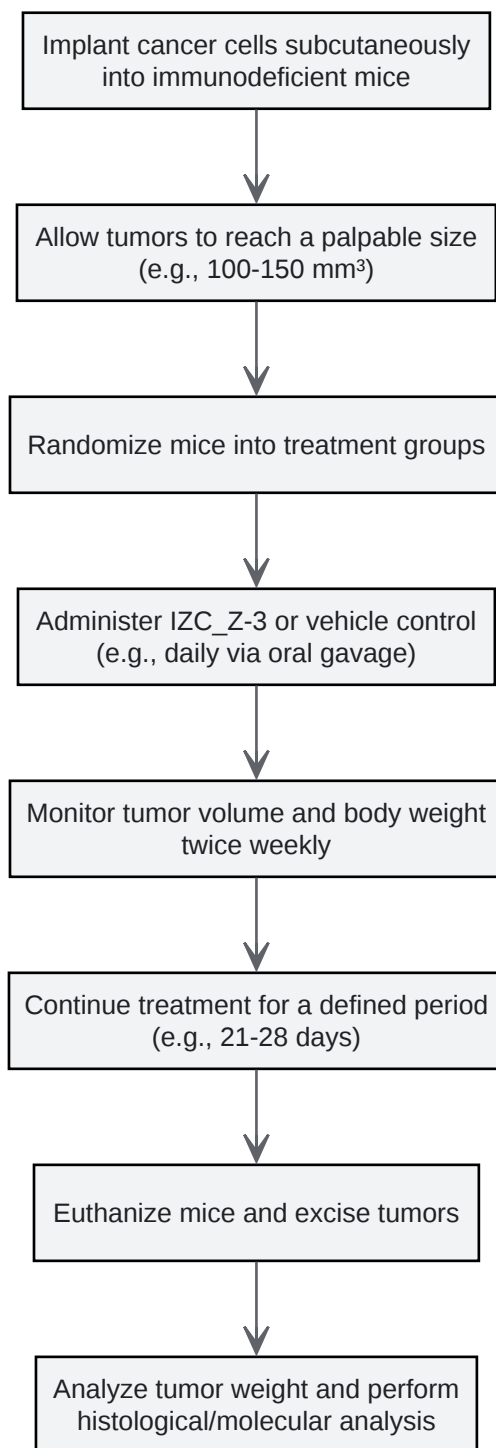 Implant cancer cells subcutaneously
into immunodeficient mice
Allow tumors to reach a palpable size
(e.g., 100-150 mm³)
Randomize mice into treatment groups
Administer IZC_Z-3 or vehicle control
(e.g., daily via oral gavage)
Monitor tumor volume and body weight
twice weekly
Continue treatment for a defined period
(e.g., 21-28 days)
Euthanize mice and excise tumors
Analyze tumor weight and perform
histological/molecular analysis